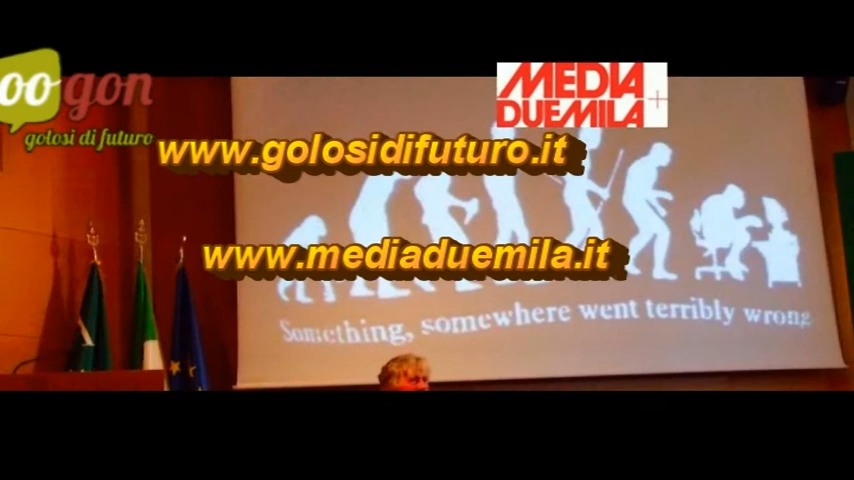 oogon
golosi di futuro
MEDIA
DUEMILA+
www.golosidifuturo.it
www.mediaduemila.it
Something, somewhere went terribly wrong